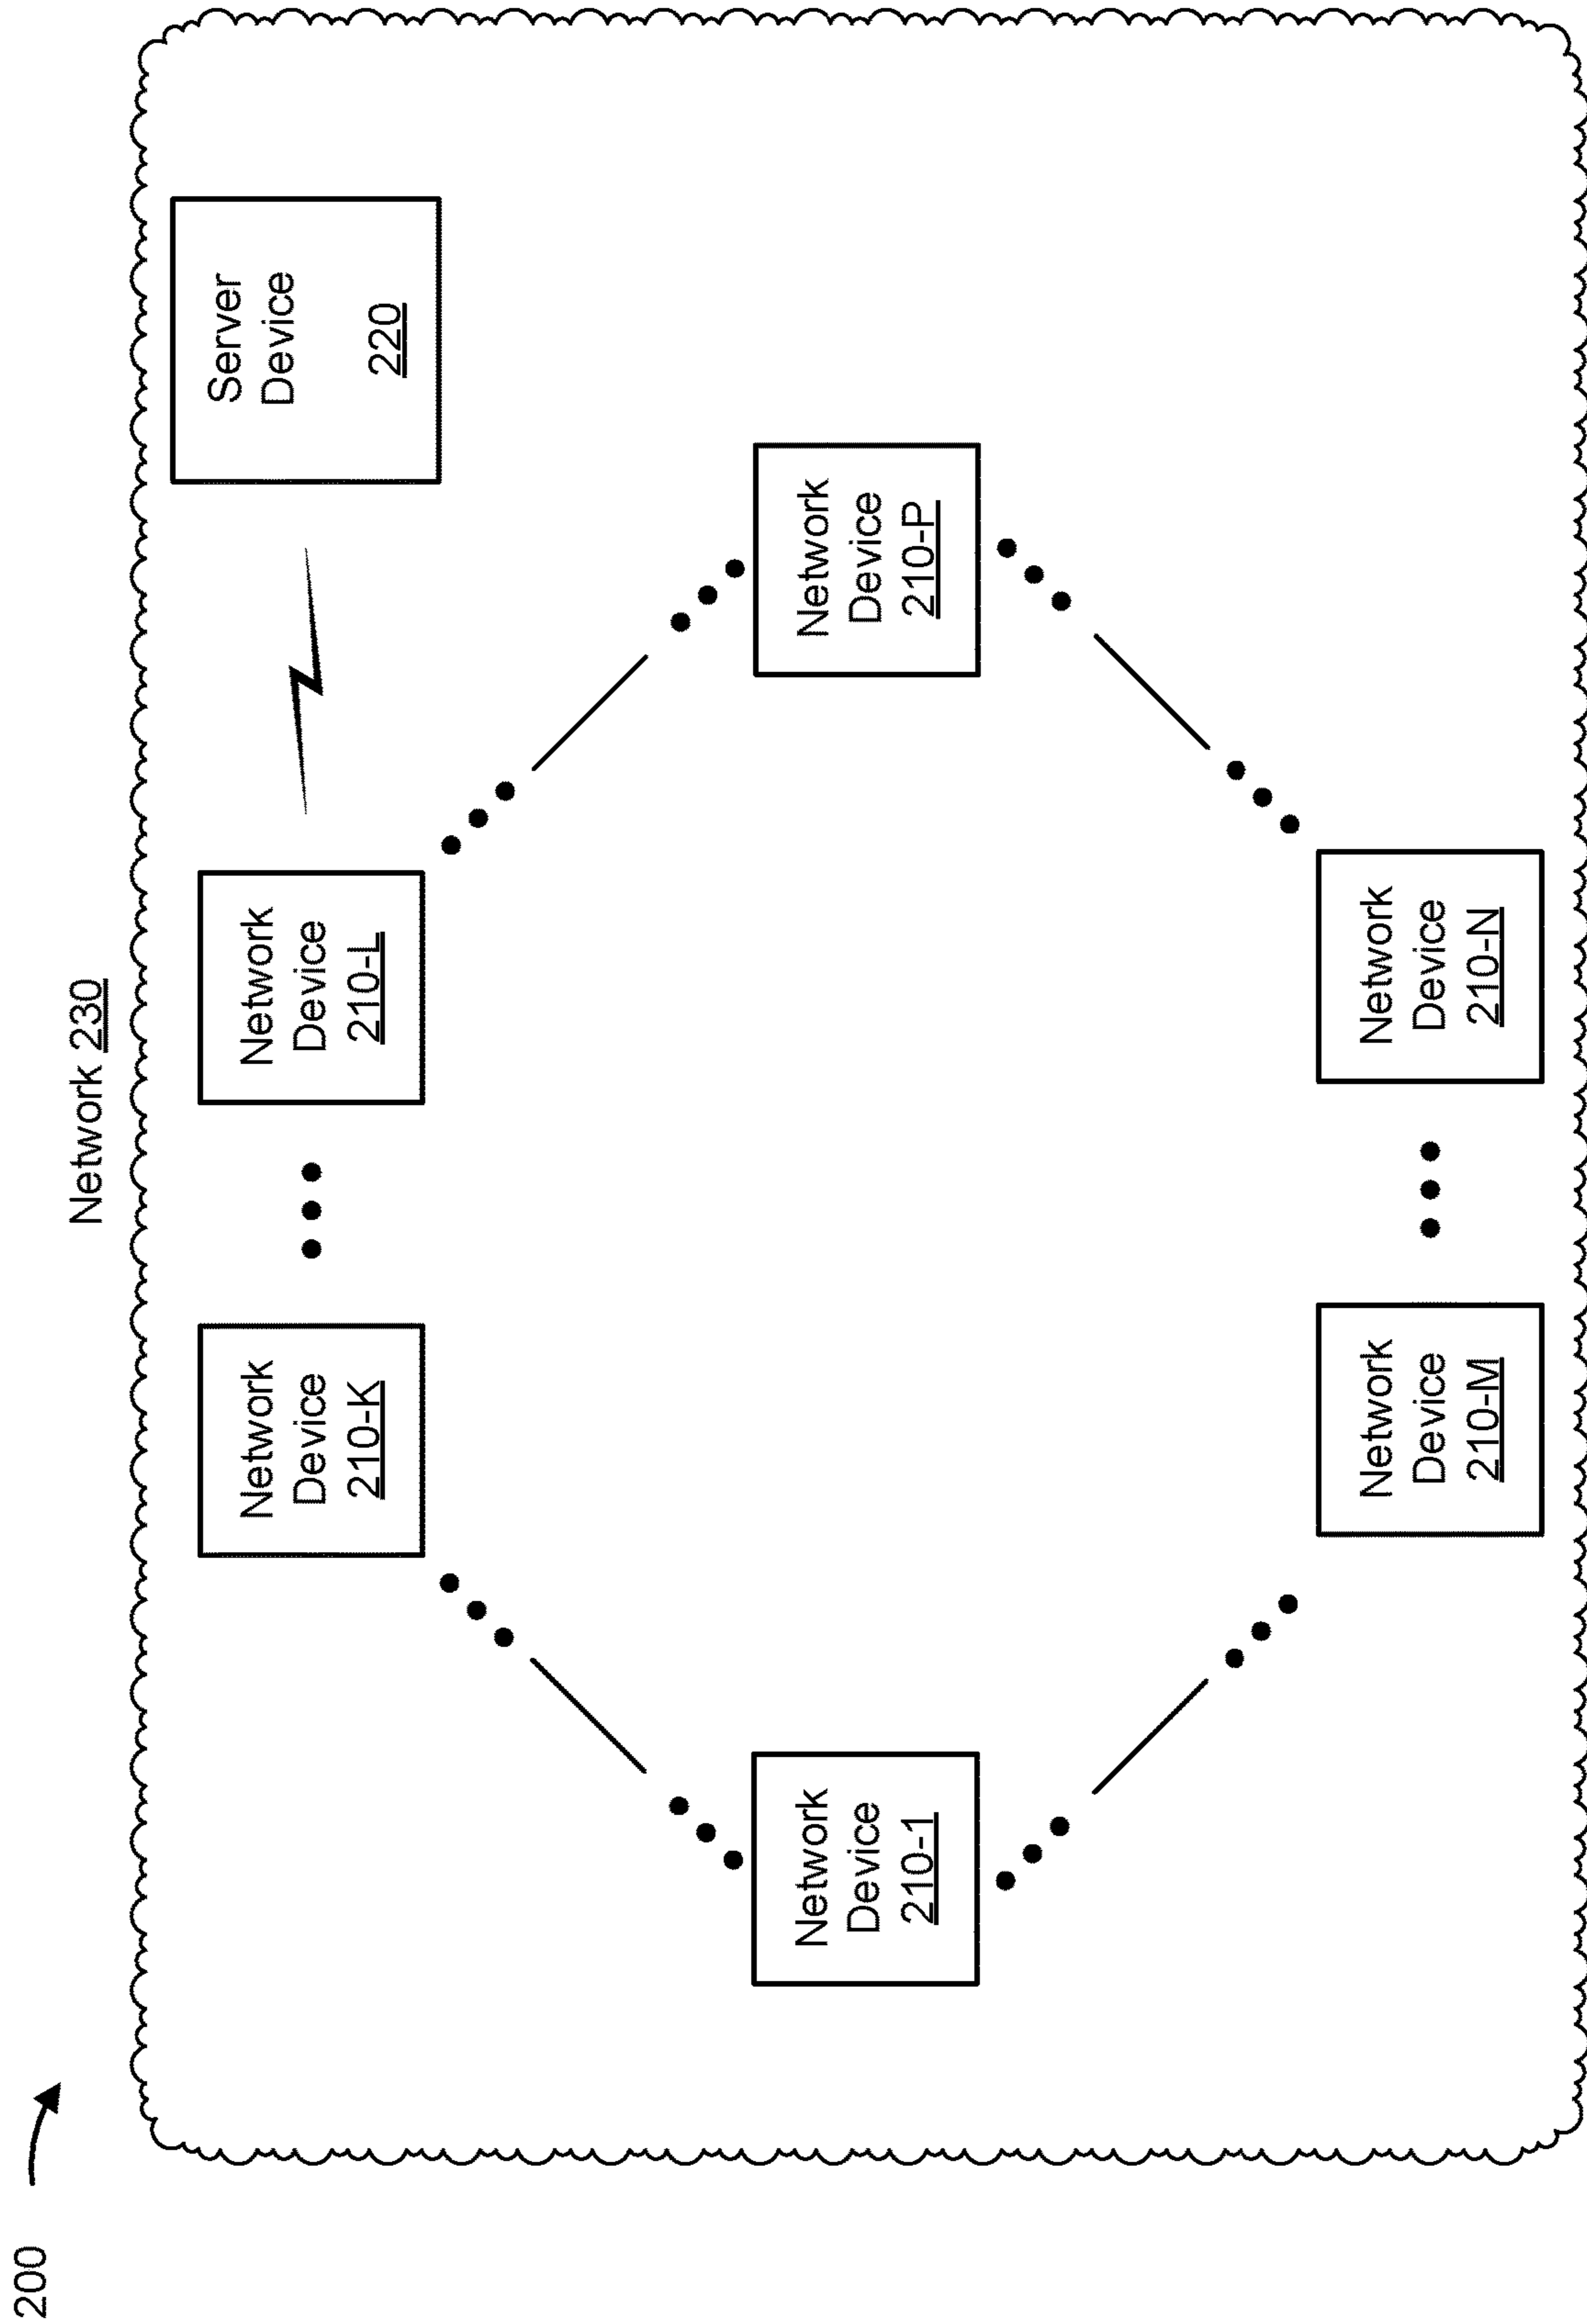 200
Network 230
Network
Device
210-K
Network
Device
210-L
Server
Device
220
Network
Device
210-1
Network
Device
210-P
Network
Device
210-M
Network
Device
210-N